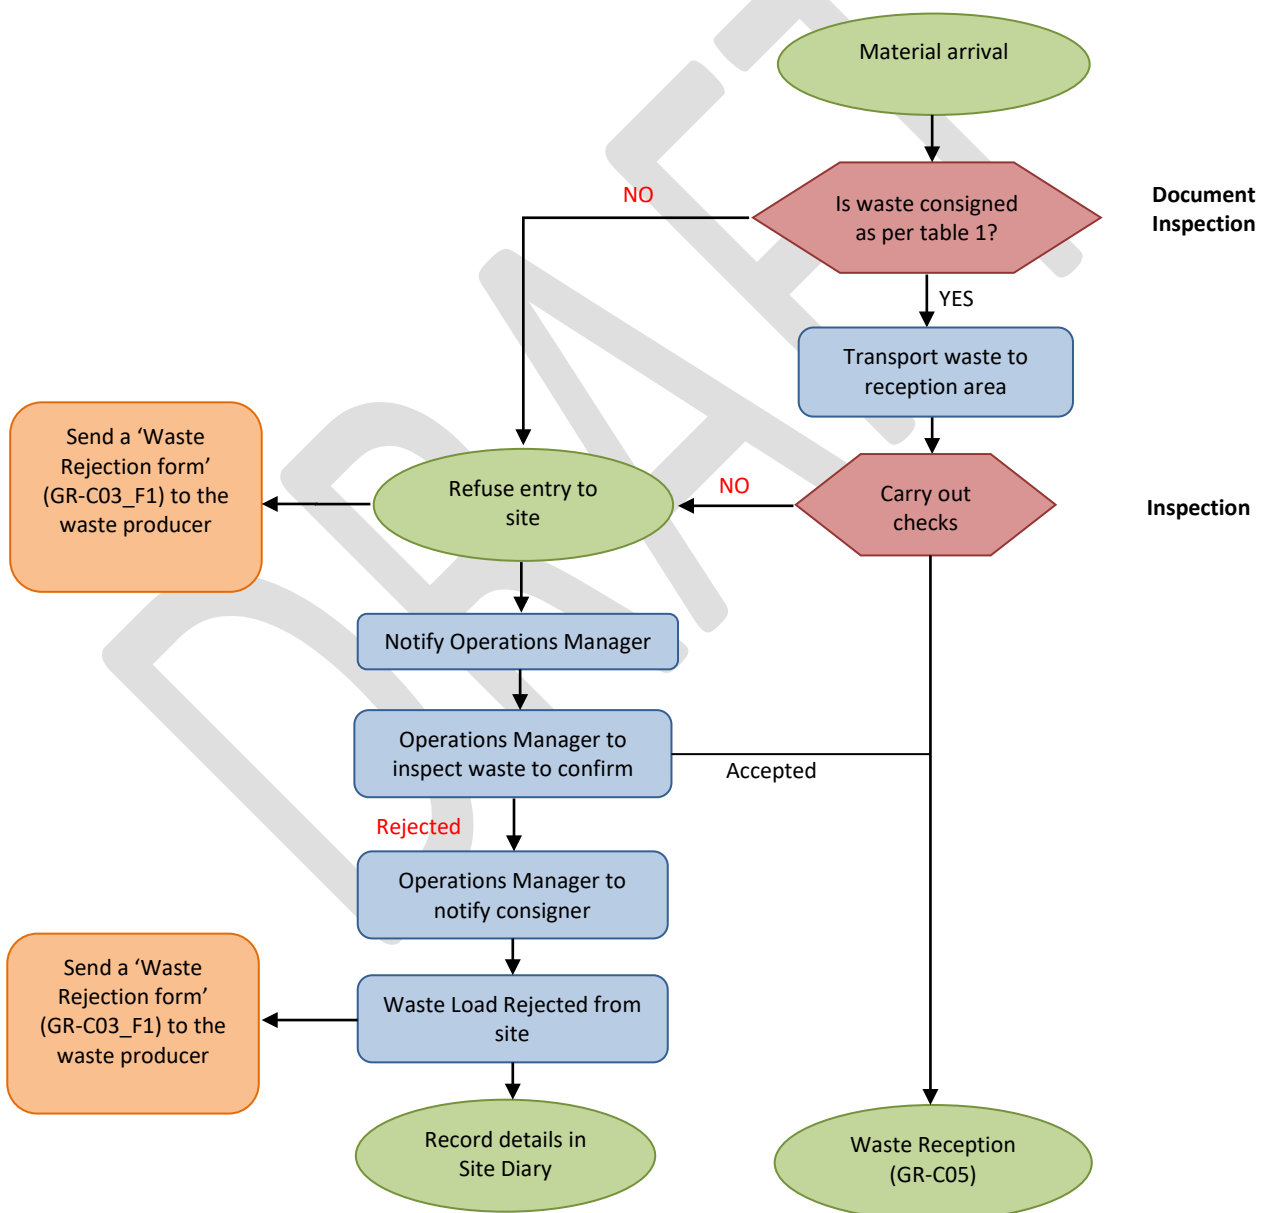 Material arrival
NO
Is waste consigned
as per table 1?
Document
Inspection
YES
Transport waste to
reception area
Send a ‘Waste
Rejection form’
(GR-C03_F1) to the
waste producer
Refuse entry to
site
NO
Carry out
checks
Inspection
Notify Operations Manager
Operations Manager to
inspect waste to confirm
Accepted
Rejected
Operations Manager to
notify consigner
Send a ‘Waste
Rejection form’
(GR-C03_F1) to the
waste producer
Waste Load Rejected from
site
Record details in
Site Diary
Waste Reception
(GR-C05)
DRAFT